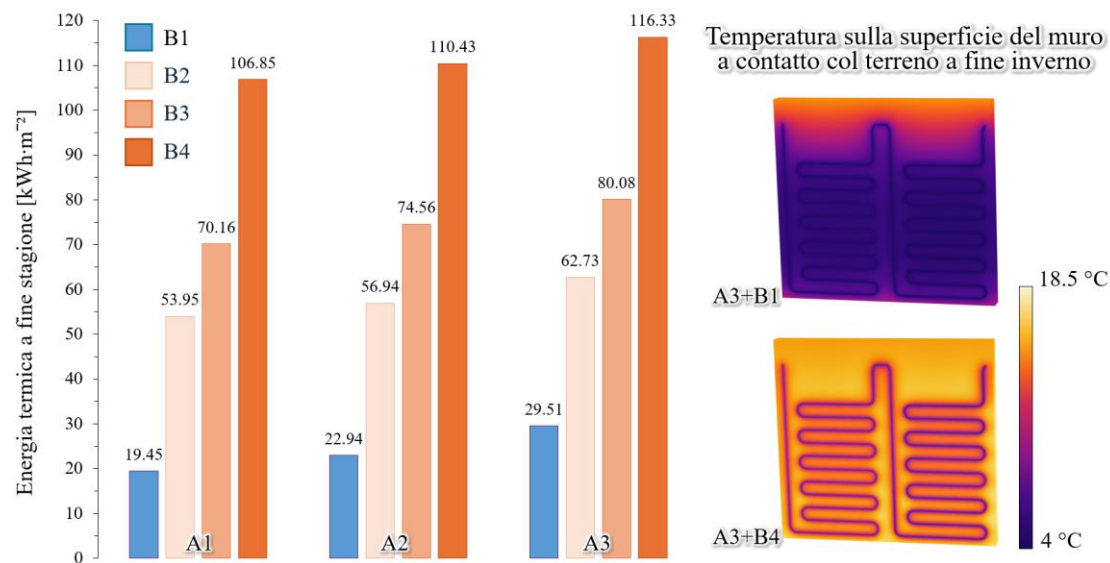 Energia termica a fine stagione [kWh·m⁻²]
120
110
100
90
80
70
60
50
40
30
20
10
0
B1
B2
B3
B4
19.45
53.95
70.16
106.85
A1
22.94
56.94
74.56
110.43
A2
29.51
62.73
80.08
116.33
A3
Temperatura sulla superficie del muro
a contatto col terreno a fine inverno
A3+B1
A3+B4
18.5 °C
4 °C